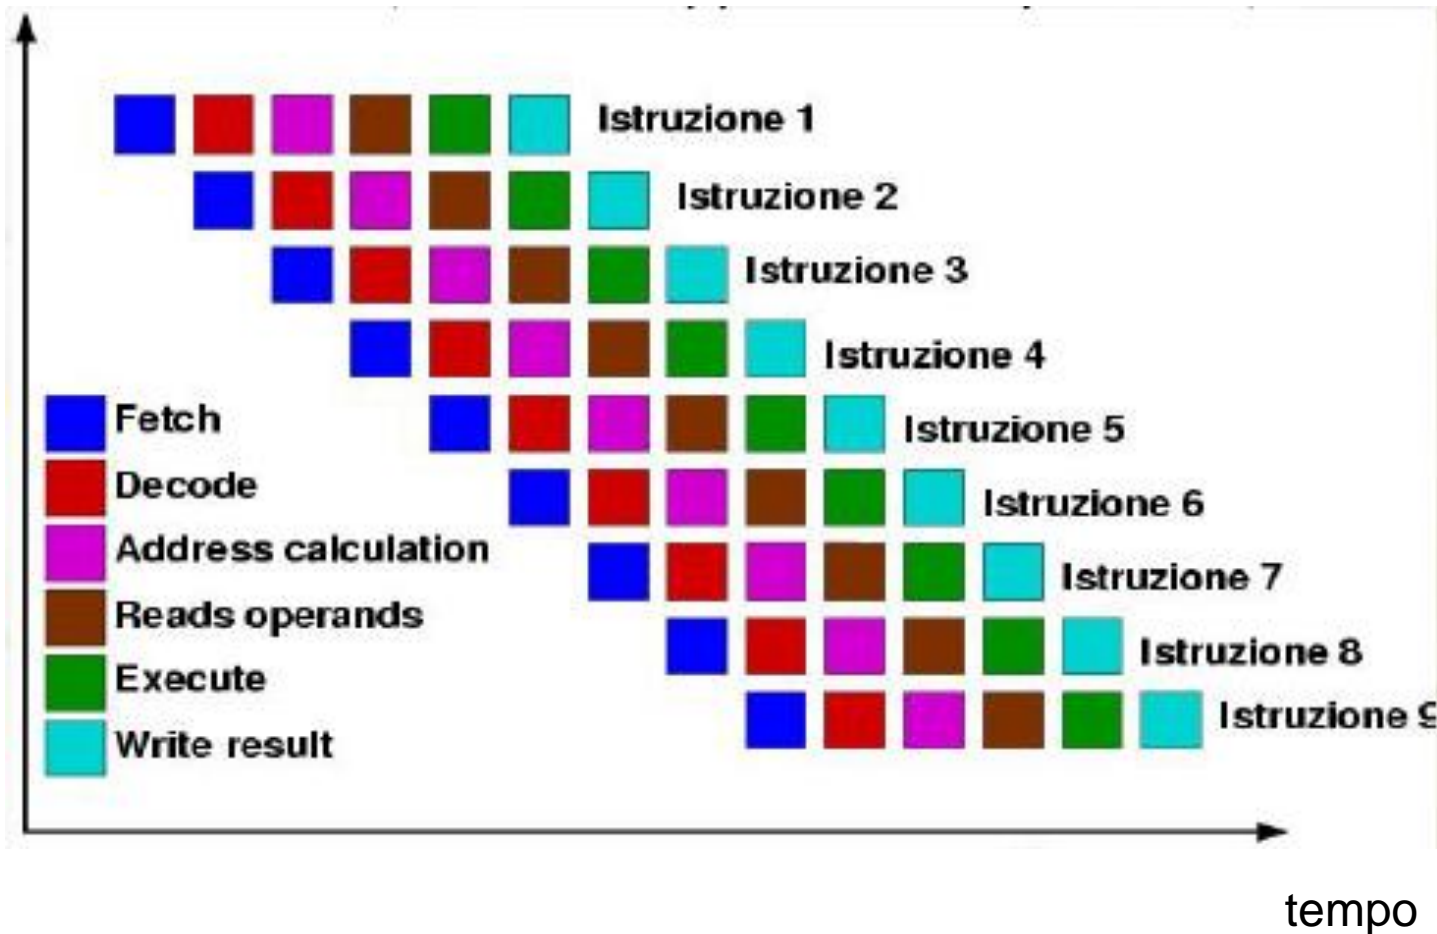 Istruzione 1
Istruzione 2
Istruzione 3
Istruzione 4
Istruzione 5
Istruzione 6
Istruzione 7
Istruzione 8
Istruzione 9
Fetch
Decode
Address calculation
Reads operands
Execute
Write result
tempo